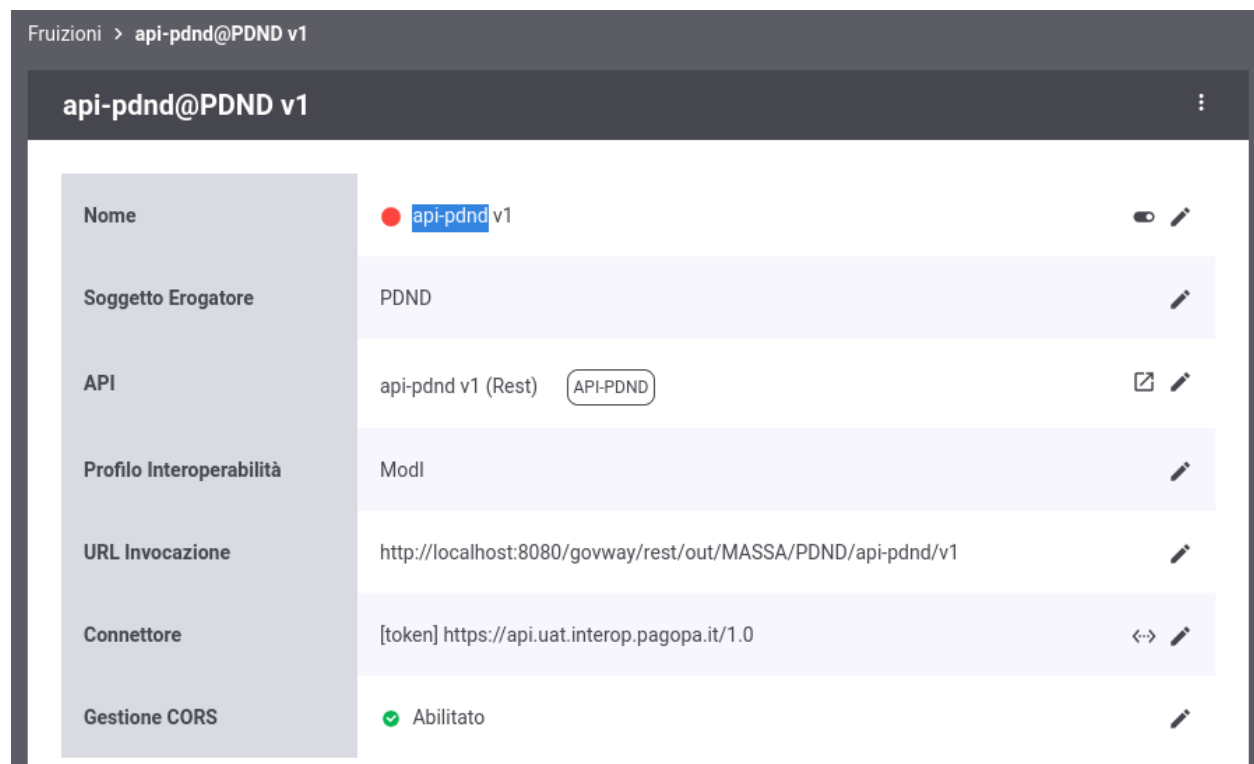 Fruizioni > api-pdnd@PDND v1
api-pdnd@PDND v1
Nome api-pdnd v1
Soggetto Erogatore PDND
API api-pdnd v1 (Rest) API-PDND
Profilo Interoperabilità ModI
URL Invocazione http://localhost:8080/govway/rest/out/MASSA/PDND/api-pdnd/v1
Connettore [token] https://api.uat.interop.pagopa.it/1.0
Gestione CORS Abilitato